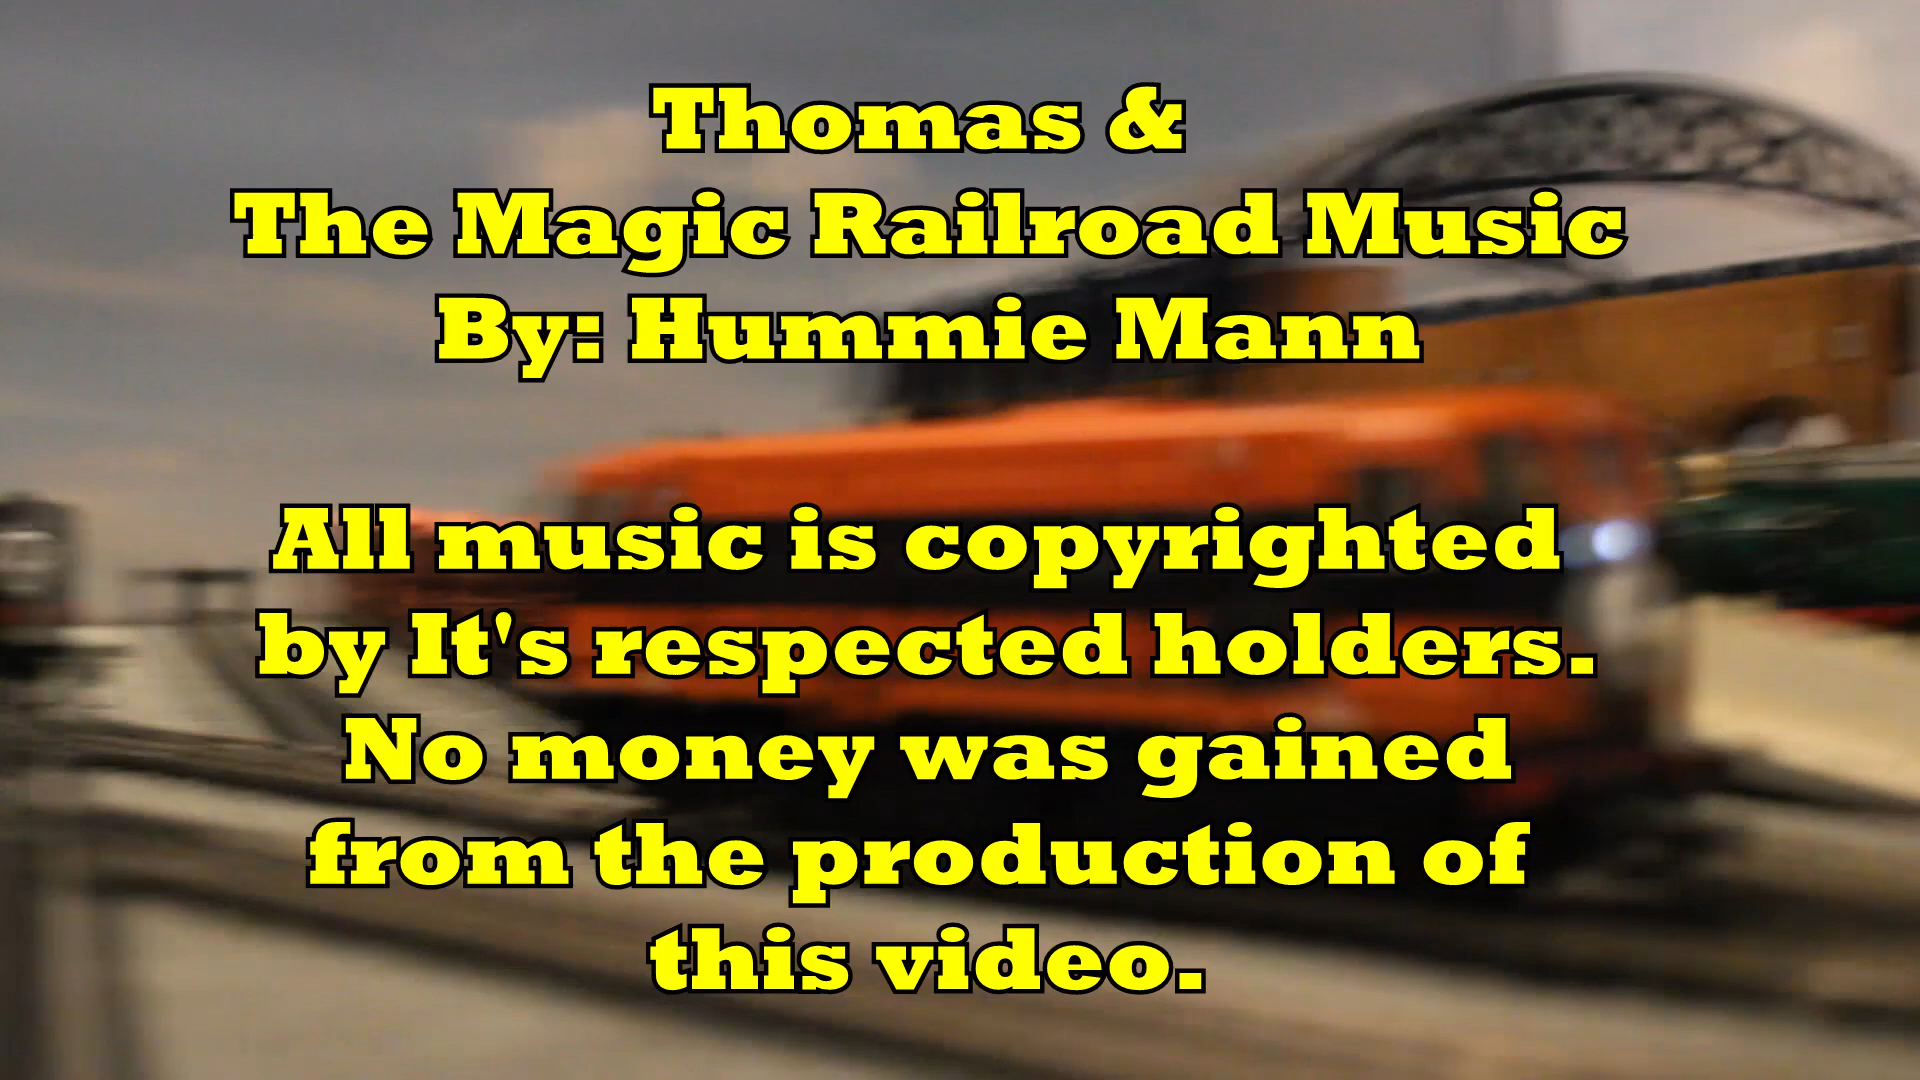 Thomas &
The Magic Railroad Music
By: Hummie Mann
All music is copyrighted
by It's respected holders.
No money was gained
from the production of
this video.